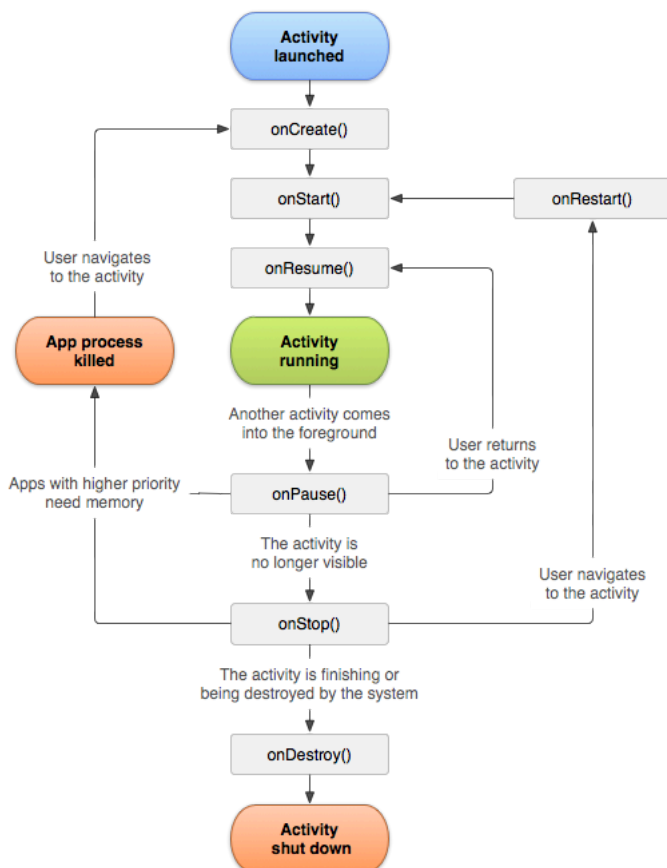 Activity
launched
onCreate()
onStart()
onRestart()
User navigates
to the activity
onResume()
App process
killed
Activity
running
Another activity comes
into the foreground
User returns
to the activity
Apps with higher priority
need memory
onPause()
The activity is
no longer visible
User navigates
to the activity
onStop()
The activity is finishing or
being destroyed by the system
onDestroy()
Activity
shut down